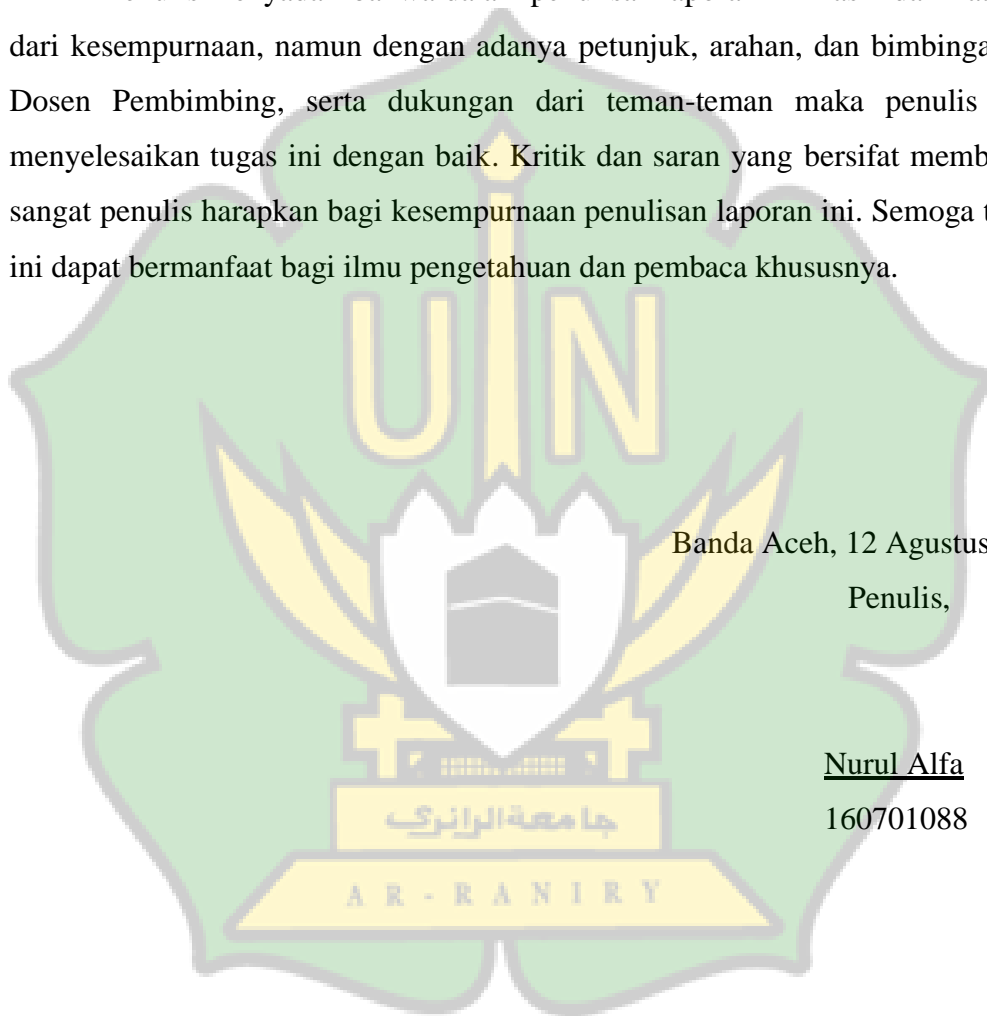 dari kesempurnaan, namun dengan adanya petunjuk, arahan, dan bimbinga
Dosen Pembimbing, serta dukungan dari teman-teman maka penulis
menyelesaikan tugas ini dengan baik. Kritik dan saran yang bersifat memb
sangat penulis harapkan bagi kesempurnaan penulisan laporan ini. Semoga t
ini dapat bermanfaat bagi ilmu pengetahuan dan pembaca khususnya.
UIN
Banda Aceh, 12 Agustus
Penulis,
Nurul Alfa
160701088
جامعة الرانري
AR-RANIRY